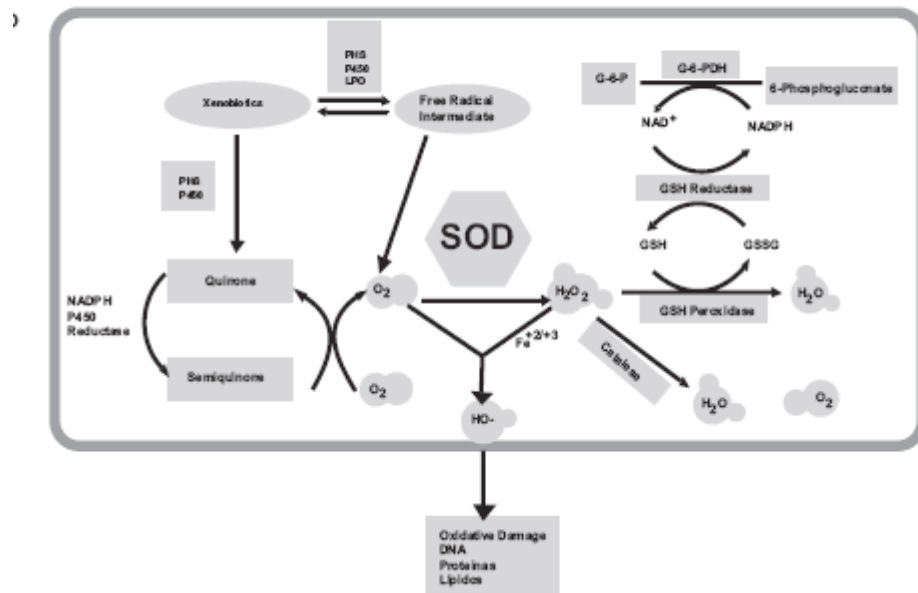 PHS
P450
LPO
Xenobiotics
Free Radical
Intermediate
G-6-P
G-6-PDH
6-Phosphogluconate
NAD+
NADPH
PHS
P450
GSH Reductase
SOD
GSH
GSSG
Quinone
O2
H2O2
H2O
GSH Peroxidase
NADPH
P450
Reductase
Fe+2/+3
Catalase
Semiquinone
O2
H2O
O2
HO-
Oxidative Damage
DNA
Proteinas
Lipidos